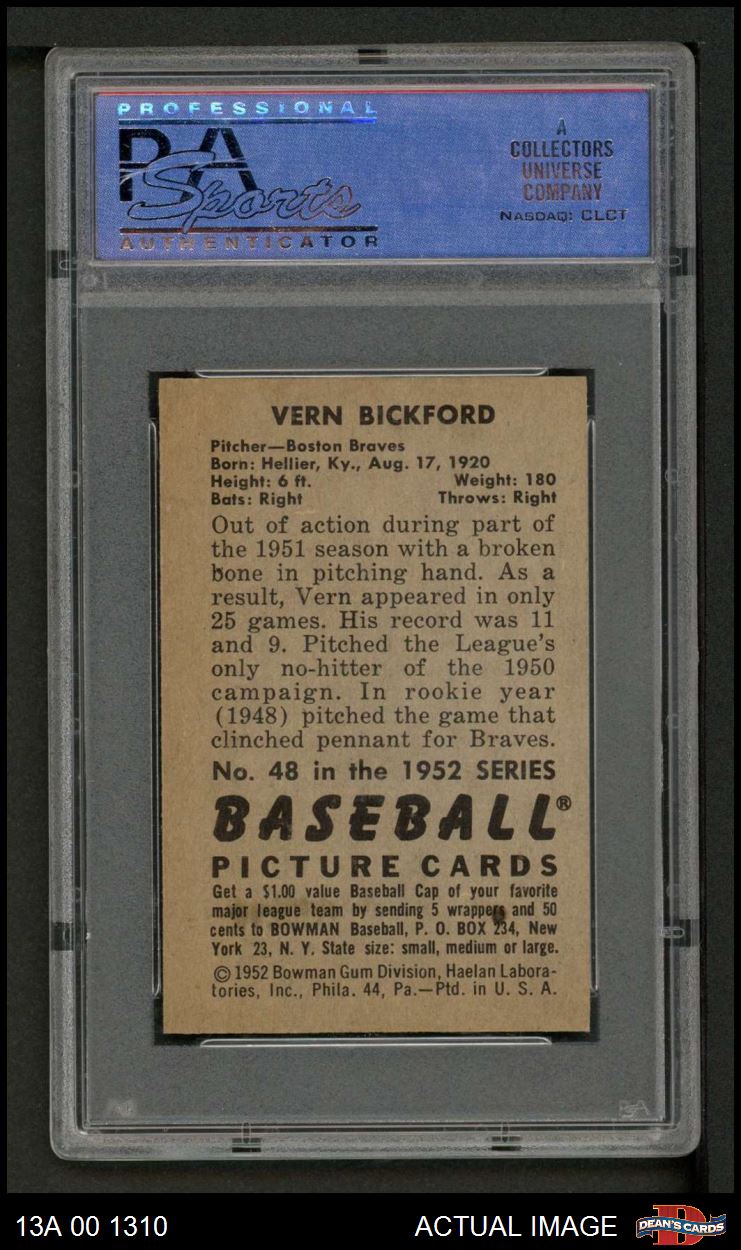 PROFESSIONAL
PSA
Sports
AUTHENTICATOR
A
COLLECTORS
UNIVERSE
COMPANY
NASDAQ: CLCT
VERN BICKFORD
Pitcher—Boston Braves
Born: Hellier, Ky., Aug. 17, 1920
Height: 6 ft. Weight: 180
Bats: Right Throws: Right
Out of action during part of
the 1951 season with a broken
bone in pitching hand. As a
result, Vern appeared in only
25 games. His record was 11
and 9. Pitched the League's
only no-hitter of the 1950
campaign. In rookie year
(1948) pitched the game that
clinched pennant for Braves.
No. 48 in the 1952 SERIES
BASEBALL®
PICTURE CARDS
Get a $1.00 value Baseball Cap of your favorite
major league team by sending 5 wrappers and 50
cents to BOWMAN Baseball, P. O. BOX 234, New
York 23, N. Y. State size: small, medium or large.
© 1952 Bowman Gum Division, Haelan Labora-
tories, Inc., Phila. 44, Pa.—Ptd. in U. S. A.
PSA
13A 00 1310 ACTUAL IMAGE DEAN'S CARDS